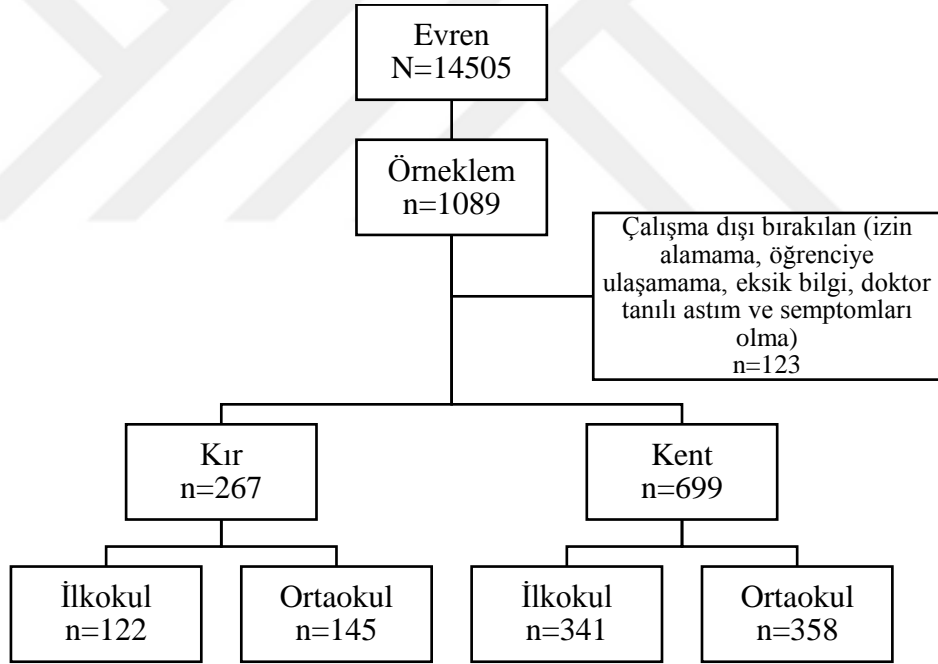 Evren
N=14505
Örneklem
n=1089
Çalışma dışı bırakılan (izin
alamama, öğrenciye
ulaşamama, eksik bilgi, doktor
tanılı astım ve semptomları
olma)
n=123
Kır
n=267
Kent
n=699
İlkokul
n=122
Ortaokul
n=145
İlkokul
n=341
Ortaokul
n=358